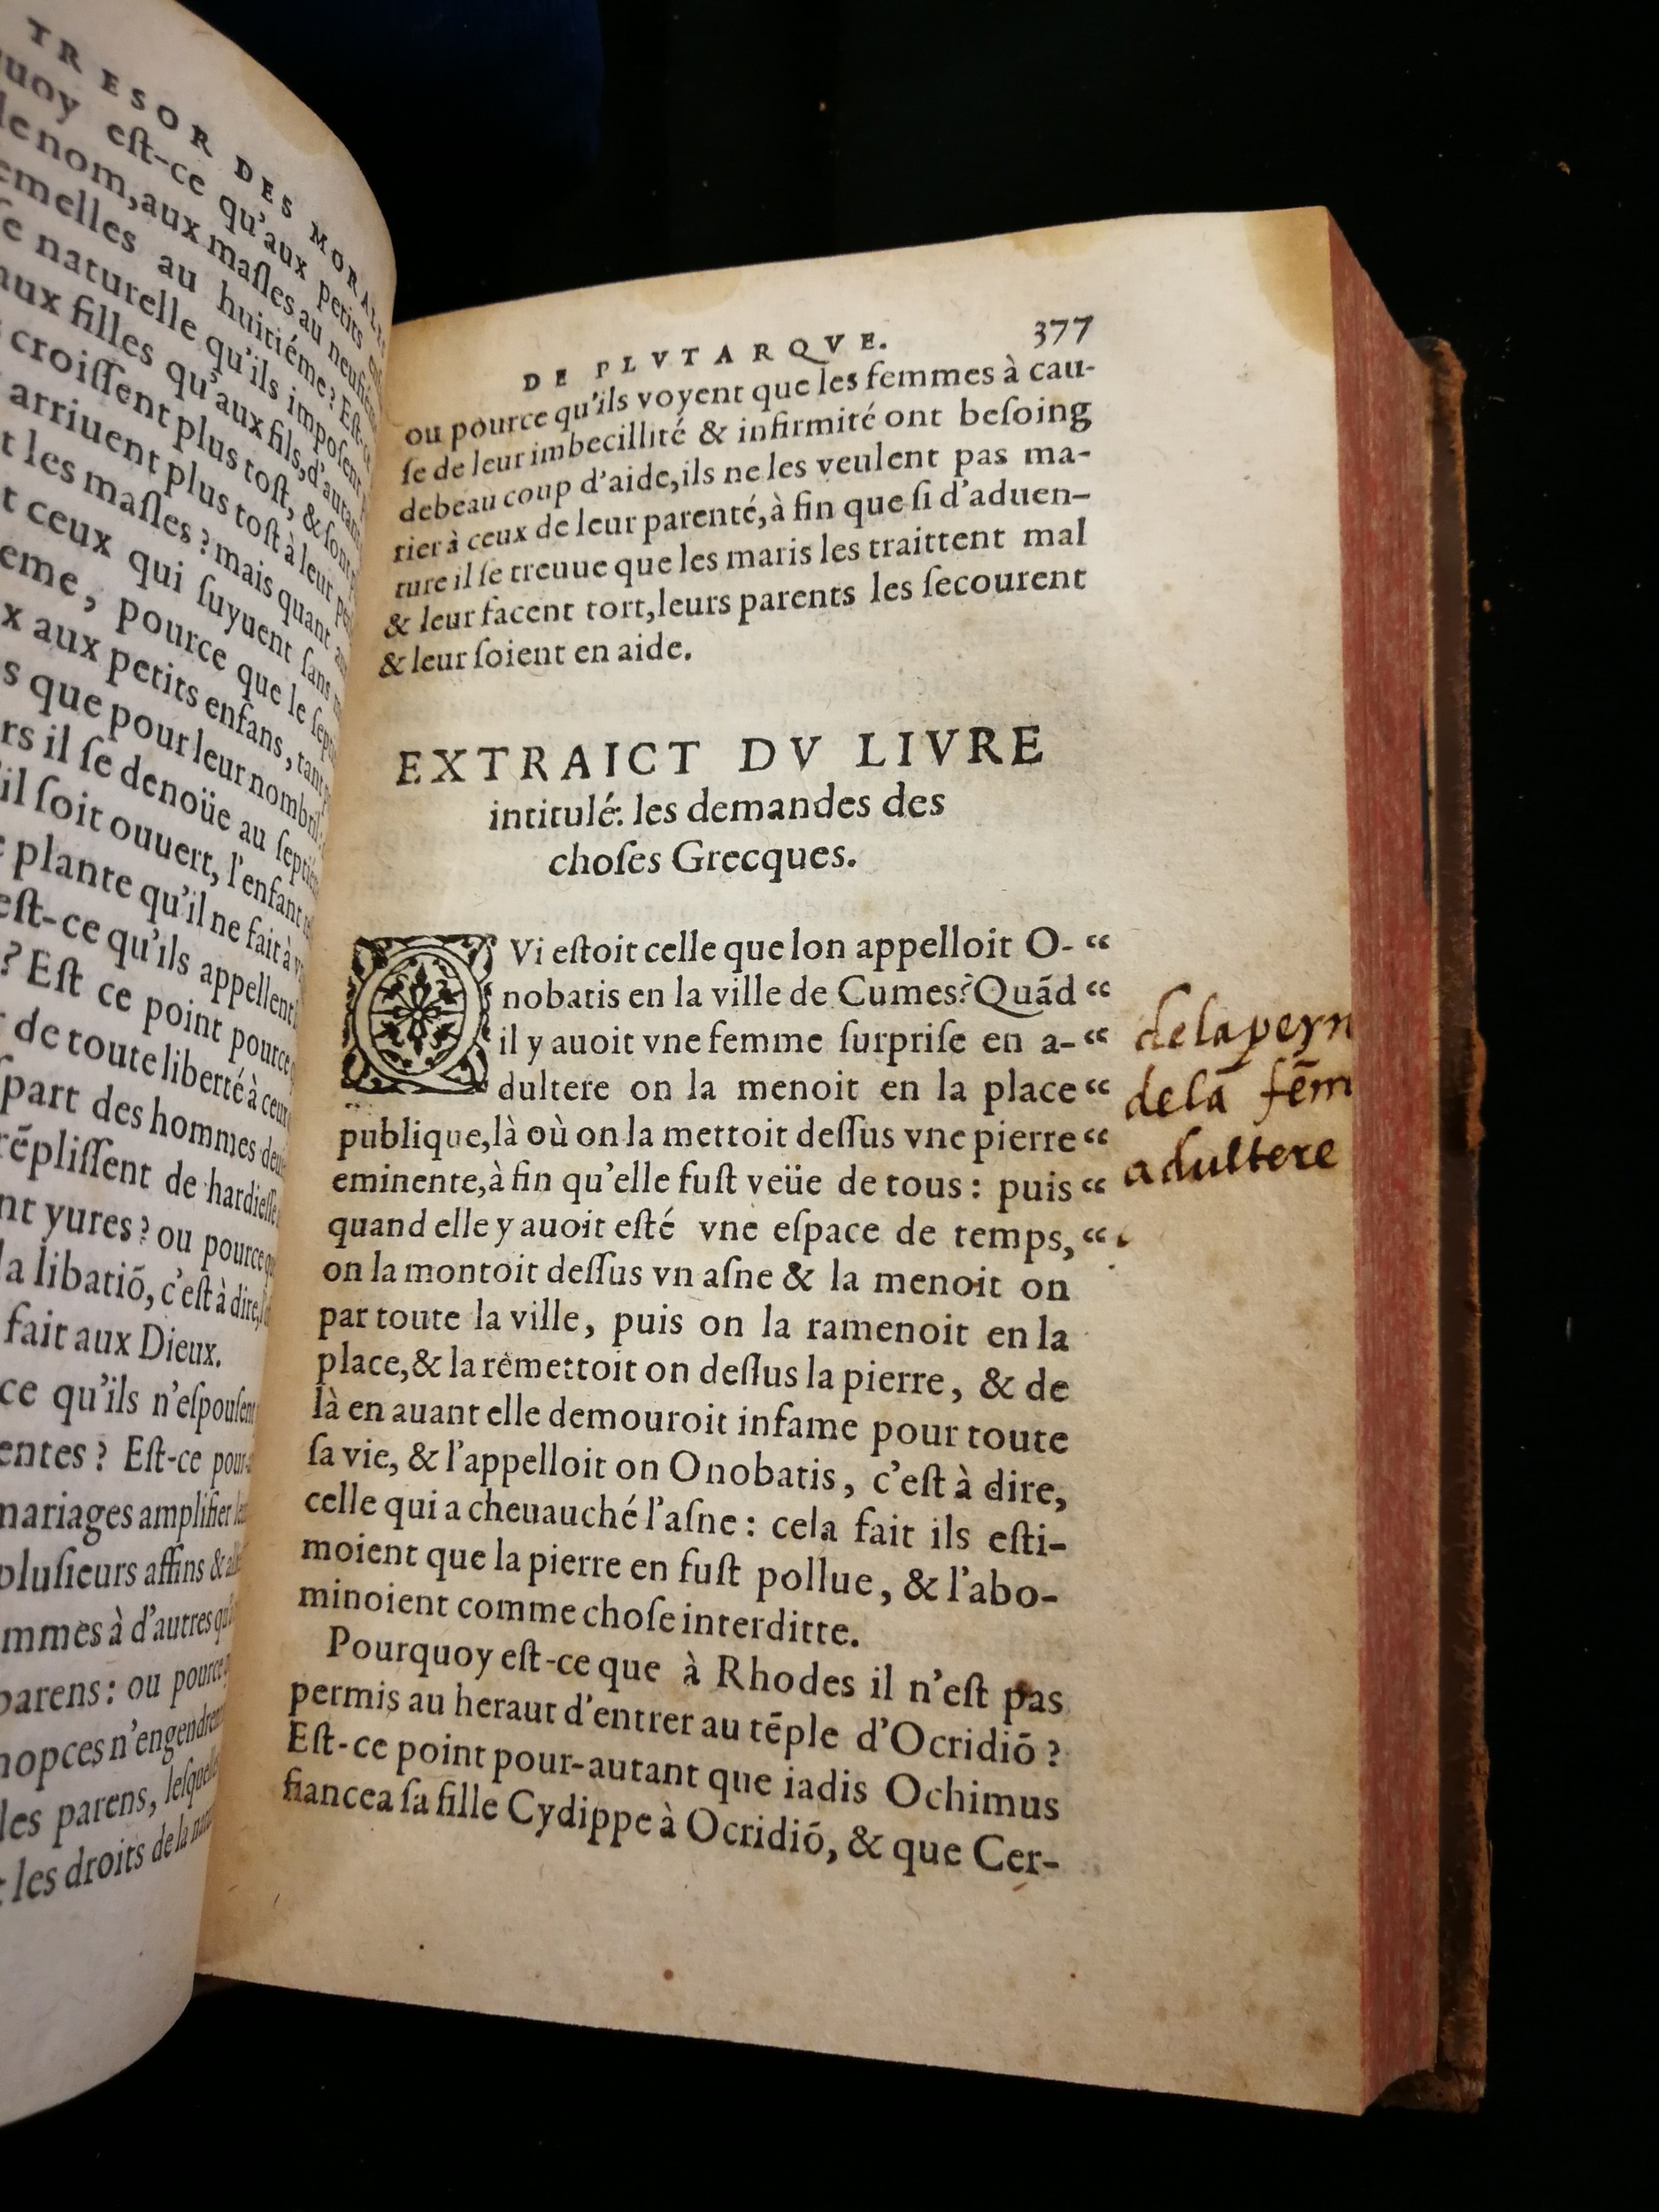 TRESOR DES MORAL
quoy eſt-ce qu'aux petits
le nom, aux maſles au neufié
emelles au huitiéme? Eſt-ce
ſe naturelle qu'ils impoſent
aux filles qu'aux fils, d'autant
croiſſent plus toſt, & ſont
arriuent plus toſt à leur
t les maſles? mais quant
t ceux qui ſuyuent ſans
eme, pource que le ſept
x aux petits enfans, tant
s que pour leur nombril
rs il ſe denoüe au ſeptié
il ſoit ouuert, l'enfant
plante qu'il ne fait à
eſt-ce qu'ils appellent
? Eſt ce point pource
de toute liberté à ceux
ſpart des hommes
rēpliſſent de hardieſſe
nt yures? ou pource
la libatiō, c'eſt à dire,
fait aux Dieux.
ce qu'ils n'eſpouſent
entes? Eſt-ce pour
mariages amplifier
pluſieurs affins &
mmes à d'autres
parens: ou pource
nopces n'engendrent
les parens, leſquelle
les droits de la
DE PLVTARQVE. 377
ou pource qu'ils voyent que les femmes à cau-
ſe de leur imbecillité & infirmité ont beſoing
de beaucoup d'aide, ils ne les veulent pas ma-
rier à ceux de leur parenté, à fin que ſi d'aduen-
ture il ſe treuue que les maris les traittent mal
& leur facent tort, leurs parents les ſecourent
& leur ſoient en aide.
EXTRAICT DV LIVRE
intitulé: les demandes des
choſes Grecques.
QVi eſtoit celle que lon appelloit O- “
nobatis en la ville de Cumes? Quãd “
il y auoit vne femme ſurpriſe en a- “
dultere on la menoit en la place “
publique, là où on la mettoit deſſus vne pierre “
eminente, à fin qu'elle fuſt veüe de tous: puis “
quand elle y auoit eſté vne eſpace de temps, “
on la montoit deſſus vn aſne & la menoit on
par toute la ville, puis on la ramenoit en la
place, & la remettoit on deſſus la pierre, & de
là en auant elle demouroit infame pour toute
ſa vie, & l'appelloit on Onobatis, c'eſt à dire,
celle qui a cheuauché l'aſne: cela fait ils eſti-
moient que la pierre en fuſt pollue, & l'abo-
minoient comme choſe interditte.
Pourquoy eſt-ce que à Rhodes il n'eſt pas
permis au heraut d'entrer au tēple d'Ocridiō?
Eſt-ce point pour-autant que iadis Ochimus
fiancea ſa fille Cydippe à Ocridiō, & que Cer-
de la peyn
de la fēm
adultere